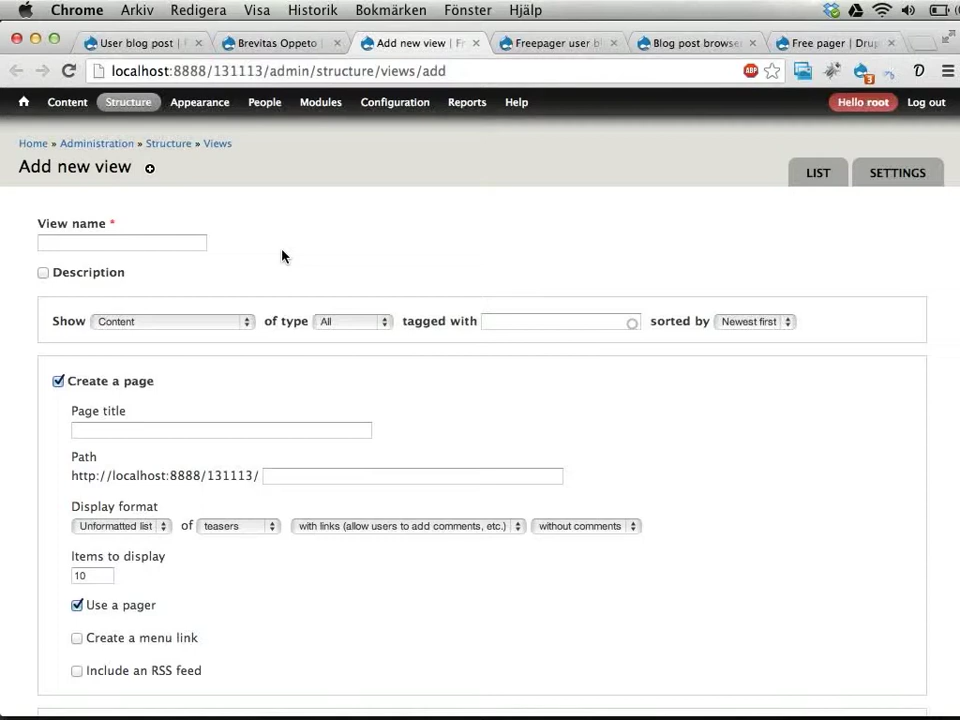 Chrome Arkiv Redigera Visa Historik Bokmärken Fönster Hjälp
User blog post | Brevitas Oppeto | Add new view | Fr Freepager user b Blog post browse Free pager | Dru
localhost:8888/131113/admin/structure/views/add ABP 3 D
Content Structure Appearance People Modules Configuration Reports Help Hello root Log out
Home » Administration » Structure » Views
Add new view
LIST SETTINGS
View name *
Description
Show Content of type All tagged with sorted by Newest first
Create a page
Page title
Path
http://localhost:8888/131113/
Display format
Unformatted list of teasers with links (allow users to add comments, etc.) without comments
Items to display
10
Use a pager
Create a menu link
Include an RSS feed